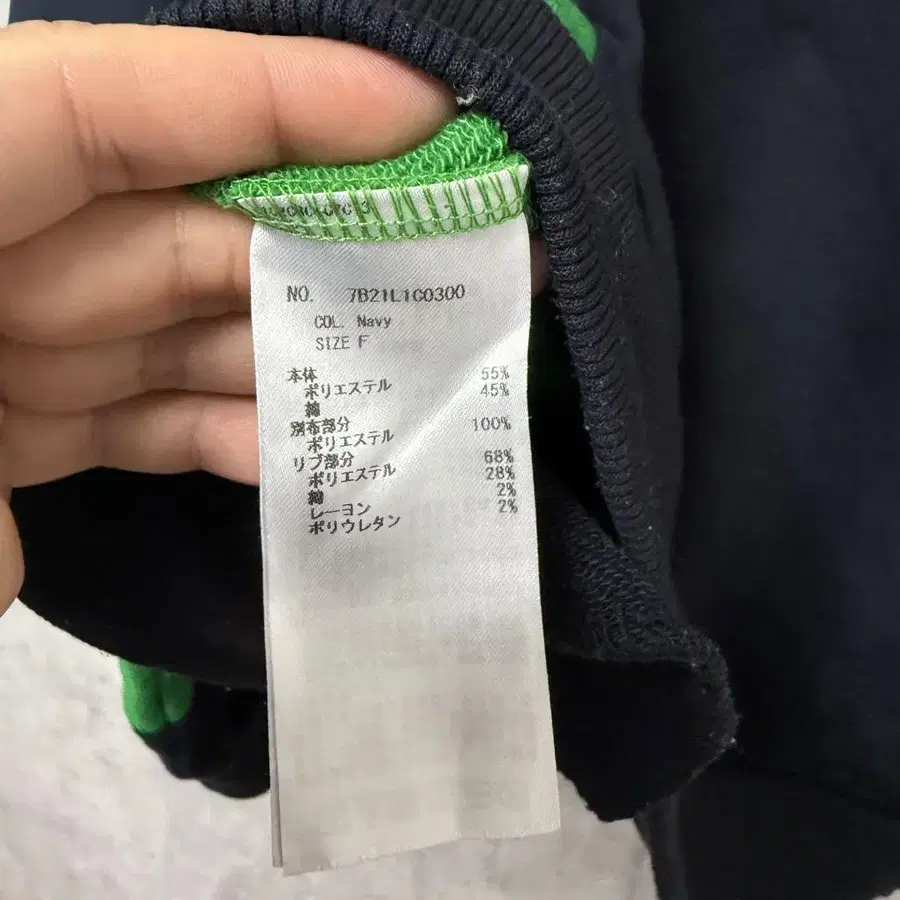 NO. 7B21L1C0300
COL. Navy
SIZE F
本体 55%
ポリエステル 45%
綿
別布部分 100%
ポリエステル
リブ部分 68%
ポリエステル 28%
綿 2%
レーヨン 2%
ポリウレタン